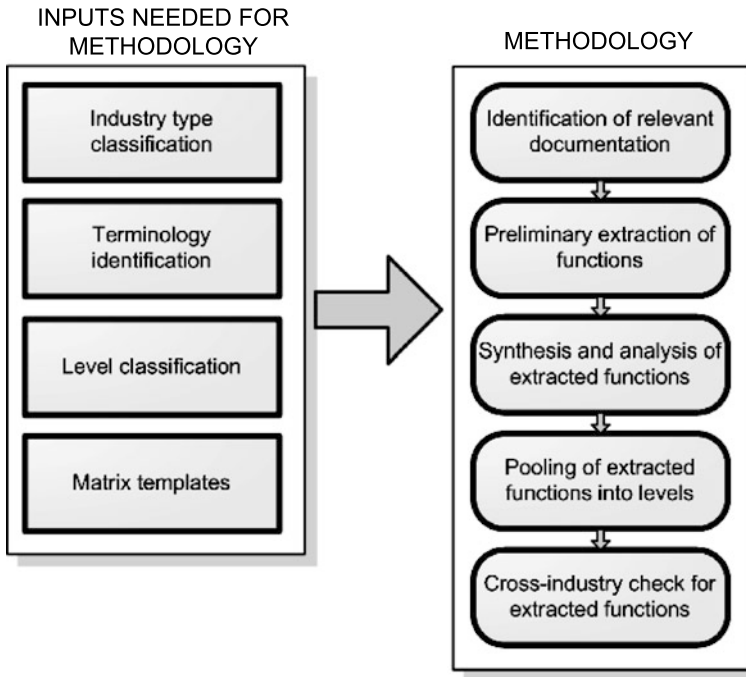 INPUTS NEEDED FOR
METHODOLOGY
Industry type
classification
Terminology
identification
Level classification
Matrix templates
METHODOLOGY
Identification of relevant
documentation
Preliminary extraction of
functions
Synthesis and analysis of
extracted functions
Pooling of extracted
functions into levels
Cross-industry check for
extracted functions